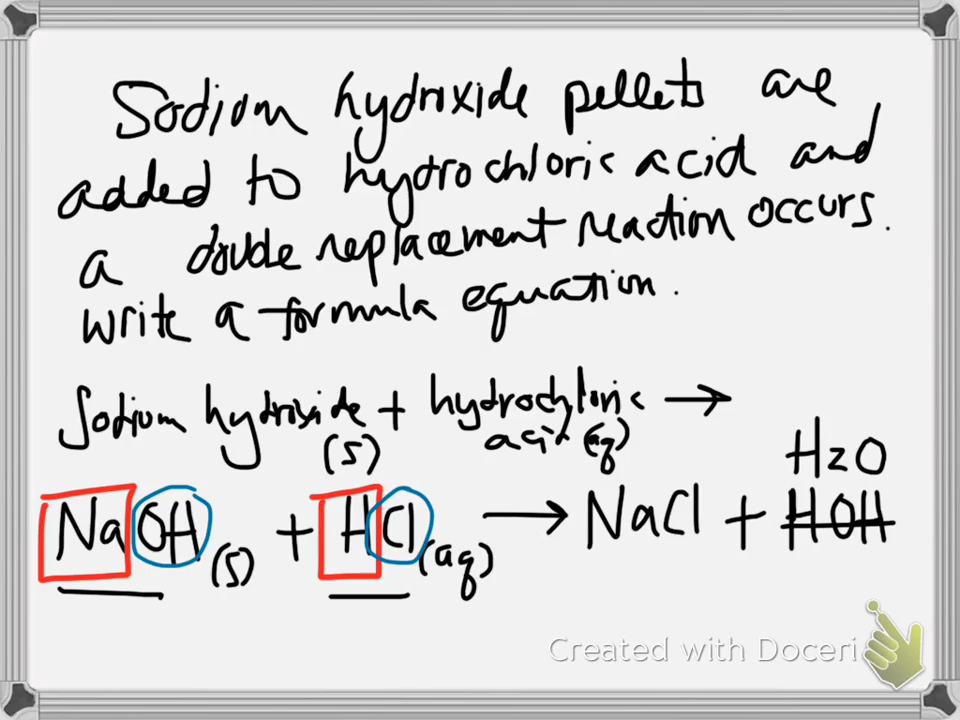 Sodium hydroxide pellets are
added to hydrochloric acid and
a double replacement reaction occurs.
write a formula equation.
Sodium hydroxide + hydrochloric →
(s) acid (aq)
H2O
NaOH(s) + HCl(aq) → NaCl + HOH
Created with Doceri